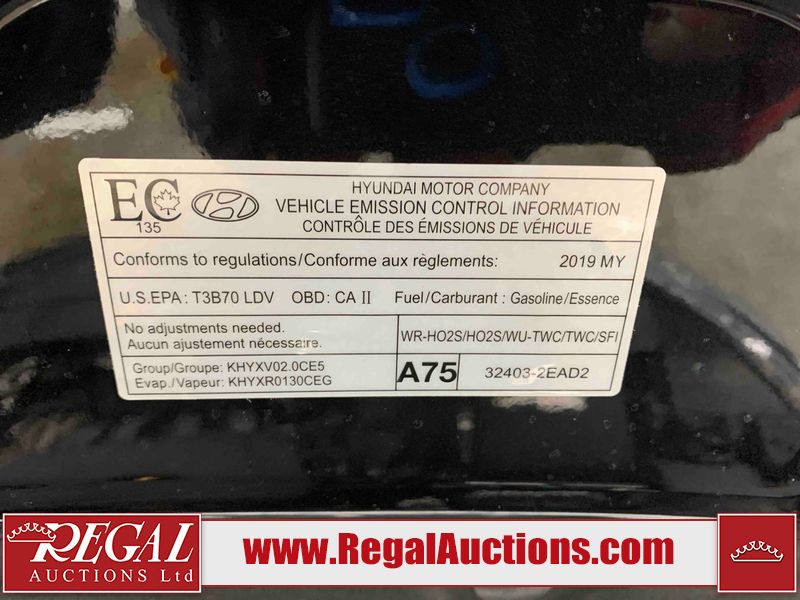 EC
135
HYUNDAI MOTOR COMPANY
VEHICLE EMISSION CONTROL INFORMATION
CONTRÔLE DES ÉMISSIONS DE VÉHICULE
Conforms to regulations/Conforme aux règlements: 2019 MY
U.S.EPA: T3B70 LDV OBD: CA II Fuel/Carburant : Gasoline/Essence
No adjustments needed.
Aucun ajustement nécessaire.
WR-HO2S/HO2S/WU-TWC/TWC/SFI
Group/Groupe: KHYXV02.0CE5
Evap./Vapeur: KHYXR0130CEG
A75
32403-2EAD2
REGAL
AUCTIONS Ltd
www.RegalAuctions.com